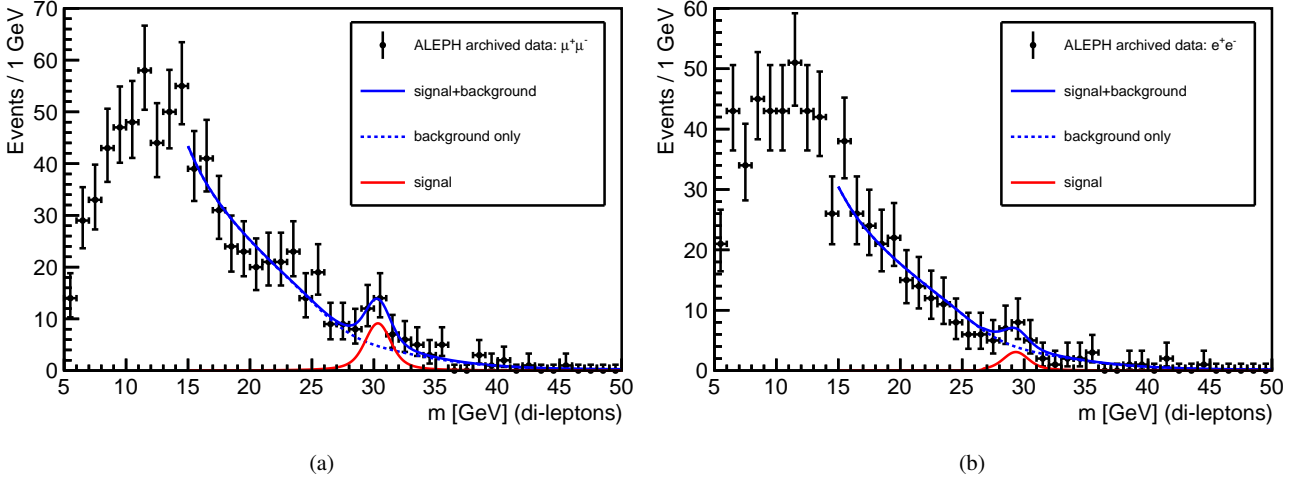 Events / 1 GeV
70
60
50
40
30
20
10
0
ALEPH archived data: μ⁺μ⁻
signal+background
background only
signal
5 10 15 20 25 30 35 40 45 50
m [GeV] (di-leptons)
(a)
Events / 1 GeV
60
50
40
30
20
10
0
ALEPH archived data: e⁺e⁻
signal+background
background only
signal
5 10 15 20 25 30 35 40 45 50
m [GeV] (di-leptons)
(b)